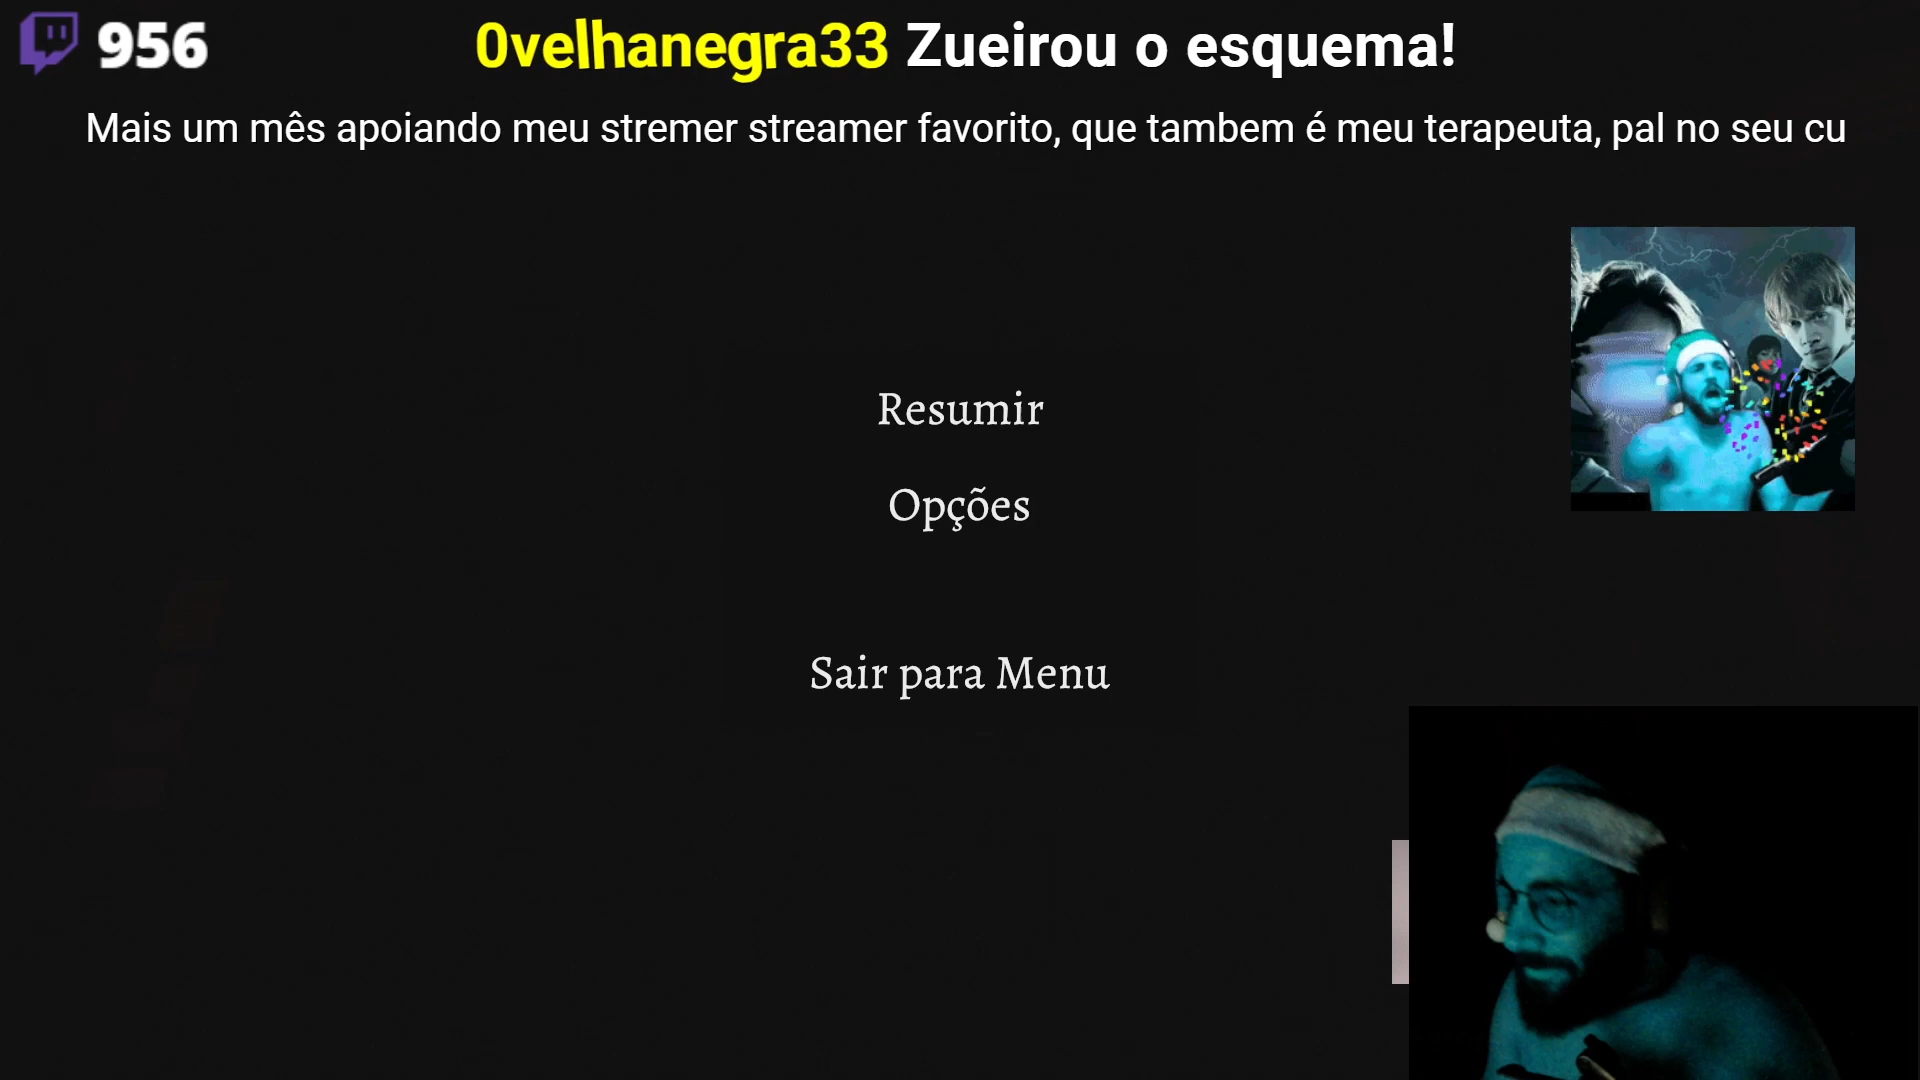 956
0velhanegra33 Zueirou o esquema!
Mais um mês apoiando meu stremer streamer favorito, que tambem é meu terapeuta, pal no seu cu
Resumir
Opções
Sair para Menu